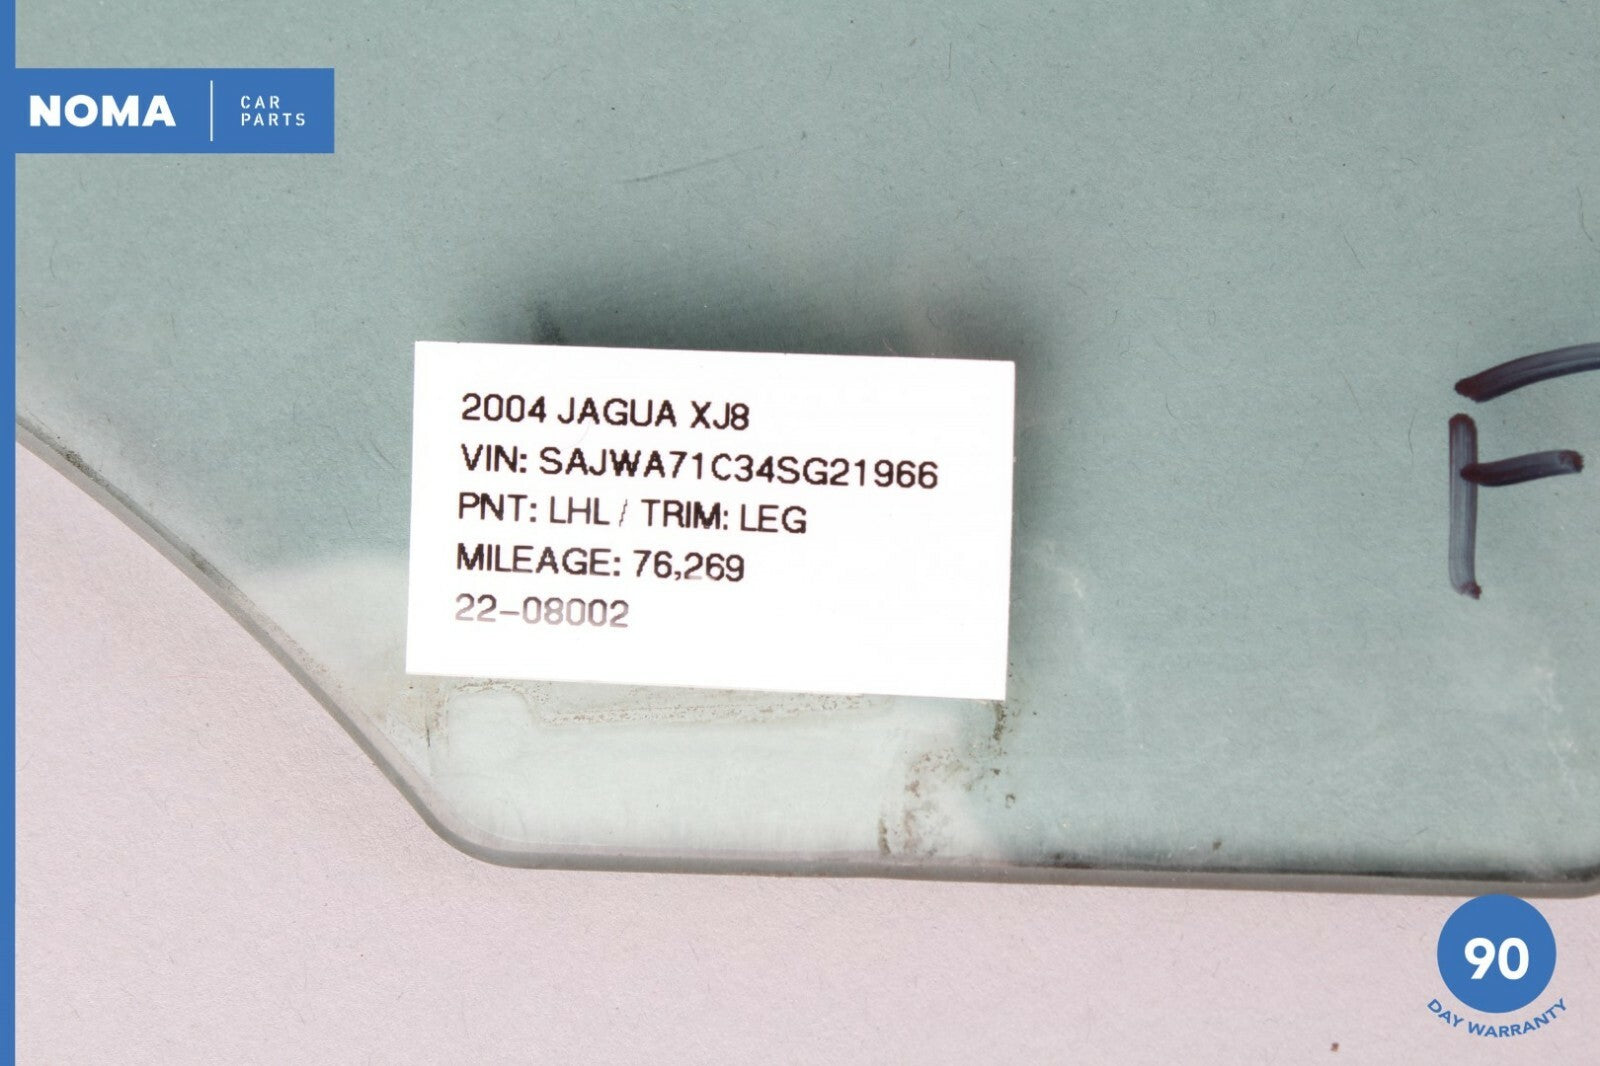 NOMA
CAR
PARTS
2004 JAGUA XJ8
VIN: SAJWA71C34SG21966
PNT: LHL / TRIM: LEG
MILEAGE: 76,269
22-08002
F
90
DAY WARRANTY